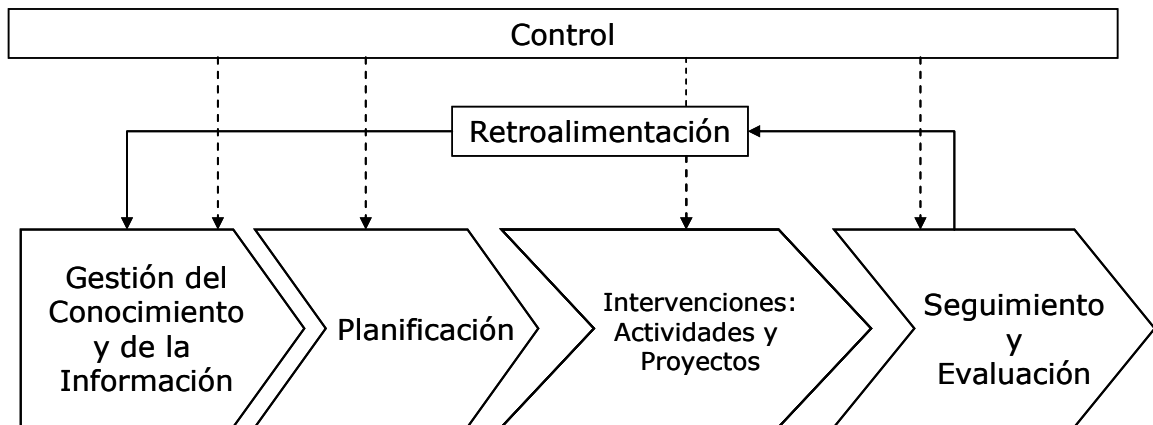 Control
Retroalimentación
Gestión del
Conocimiento
y de la
Información
Planificación
Intervenciones:
Actividades y
Proyectos
Seguimiento
y
Evaluación